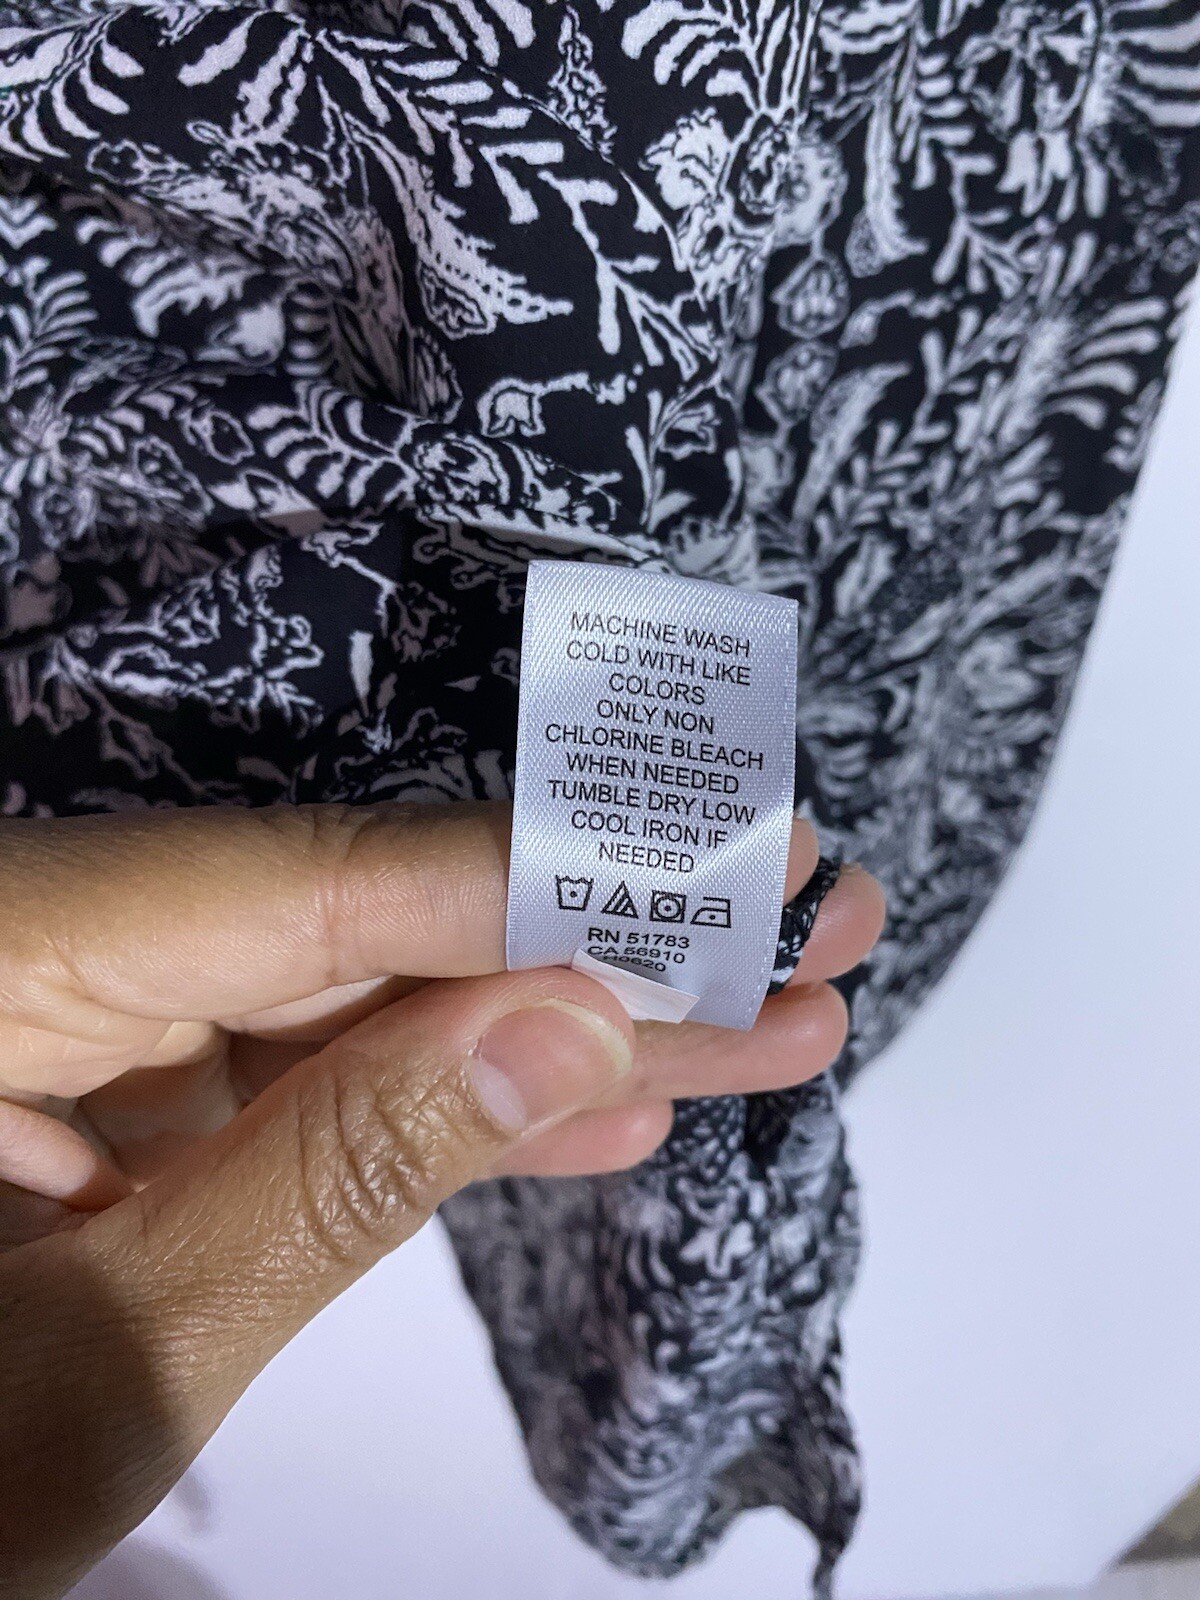 MACHINE WASH
COLD WITH LIKE
COLORS
ONLY NON
CHLORINE BLEACH
WHEN NEEDED
TUMBLE DRY LOW
COOL IRON IF
NEEDED
RN 51783
CA 56910